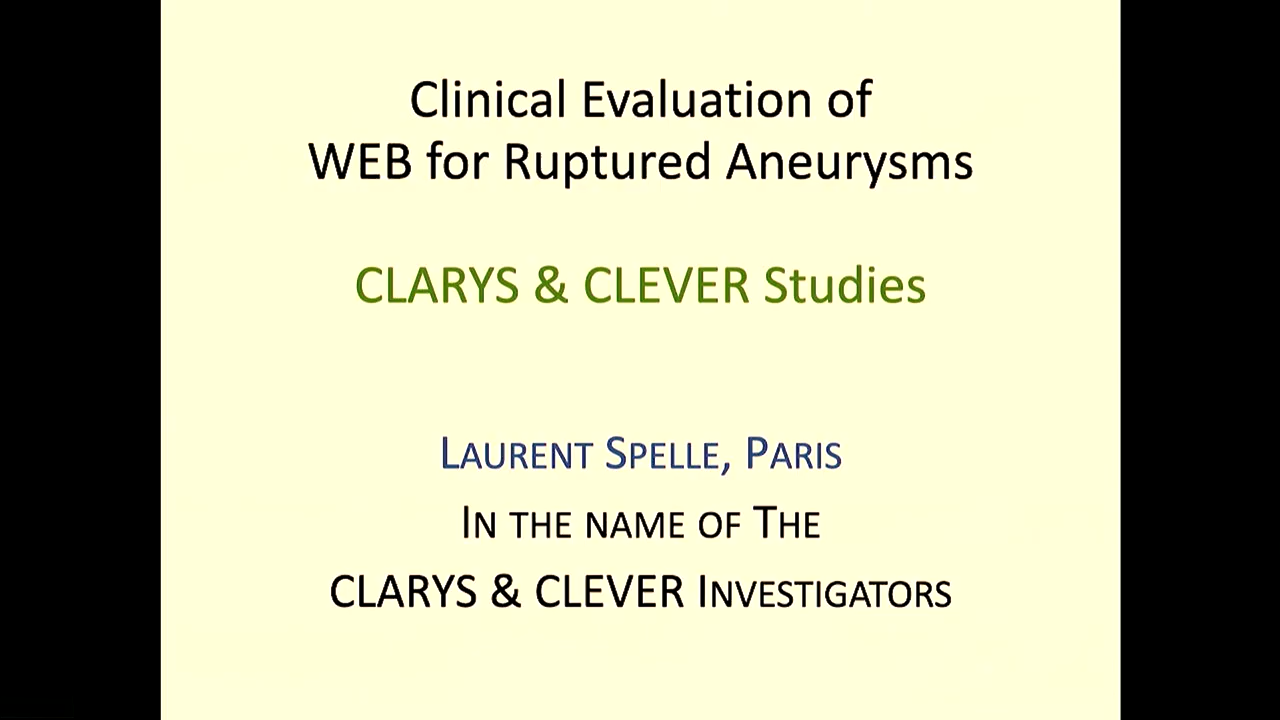 Clinical Evaluation of
WEB for Ruptured Aneurysms
CLARYS & CLEVER Studies
LAURENT SPELLE, PARIS
IN THE NAME OF THE
CLARYS & CLEVER INVESTIGATORS